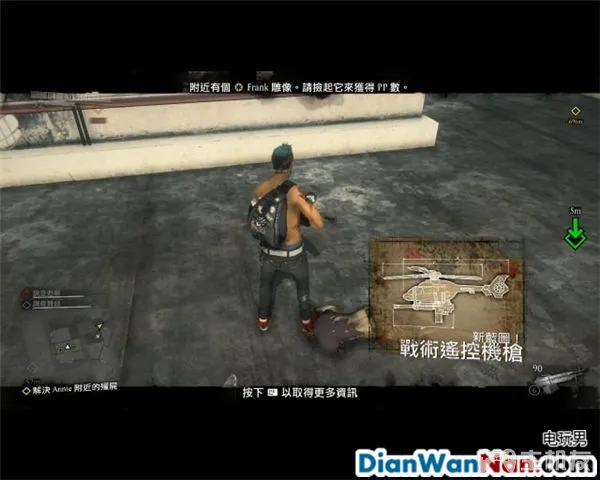 附近有個 Frank 雕像。請撿起它來獲得 PP 數。
5m
新藍圖！
戰術遙控機槍
90
解決 Annie 附近的殭屍
按下 以取得更多資訊
电玩男
DianWanNan.com